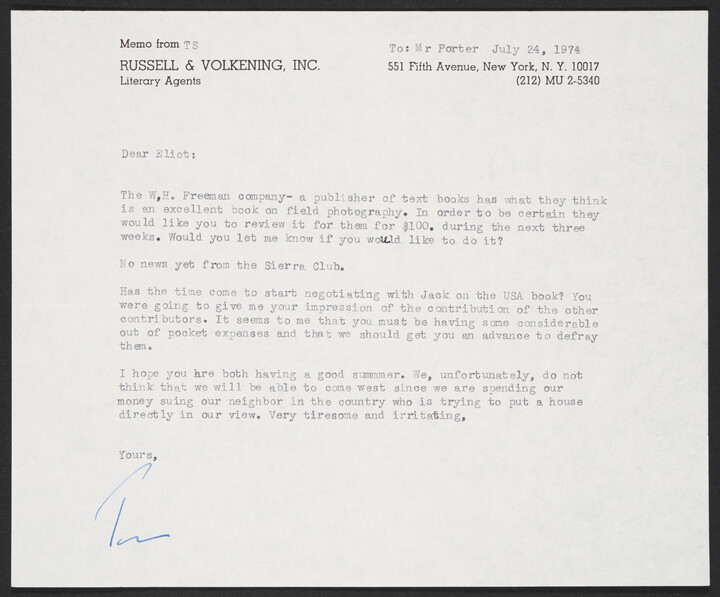 Memo from TS
To: Mr Porter July 24, 1974
RUSSELL & VOLKENING, INC.
551 Fifth Avenue, New York, N. Y. 10017
Literary Agents
(212) MU 2-5340
Dear Eliot;
The W,H. Freeman company- a publisher of text books has what they think
is an excellent book on field photography. In order to be certain they
would like you to review it for them for $100. during the next three
weeks. Would you let me know if you would like to do it?
No news yet from the Sierra Club.
Has the time come to start negotiating with Jack on the USA book? You
were going to give me your impression of the contribution of the other
contributors. It seems to me that you must be having some considerable
out of pocket expenses and that we should get you an advance to defray
them.
I hope you are both having a good summmer. We, unfortunately, do not
think that we will be able to come west since we are spending our
money suing our neighbor in the country who is trying to put a house
directly in our view. Very tiresome and irritating,
Yours,